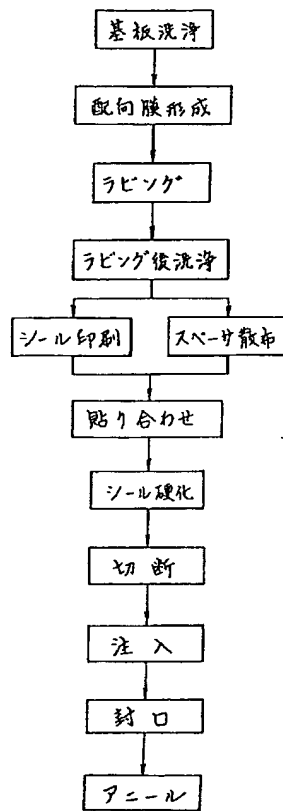 基板洗浄
配向膜形成
ラビング
ラビング後洗浄
シール印刷
スペーサ散布
貼り合わせ
シール硬化
切断
注入
封口
アニール